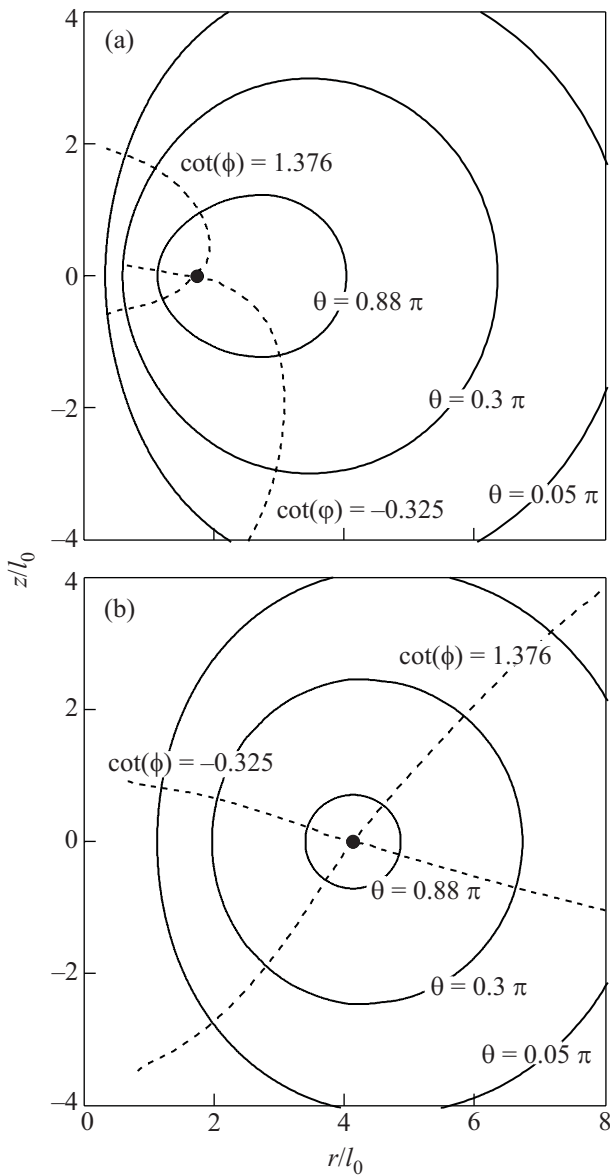 4
(a)
cot(ϕ) = 1.376
2
0
θ = 0.88 π
θ = 0.3 π
−2
θ = 0.05 π
cot(φ) = −0.325
−4
z/l₀
4
(b)
cot(ϕ) = 1.376
2
cot(ϕ) = −0.325
0
θ = 0.88 π
−2
θ = 0.3 π
θ = 0.05 π
−4
0 2 4 6 8
r/l₀